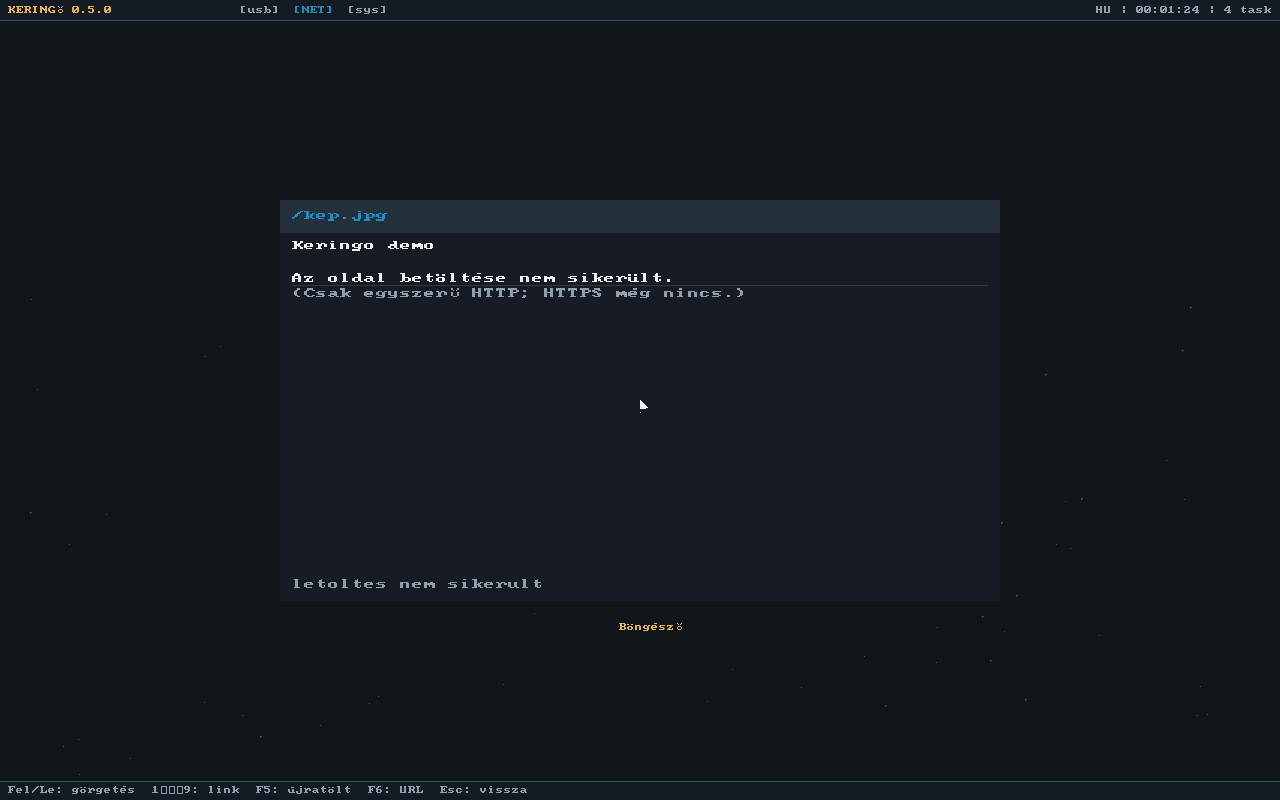 KERINGŐ 0.5.0 [usb] [NET] [sys] HU | 00:01:24 | 4 task
/kep.jpg
Keringo demo
Az oldal betöltése nem sikerült.
(Csak egyszerű HTTP; HTTPS még nincs.)
letoltes nem sikerult
Böngésző
Fel/Le: görgetés 1▯▯▯9: link F5: újratölt F6: URL Esc: vissza